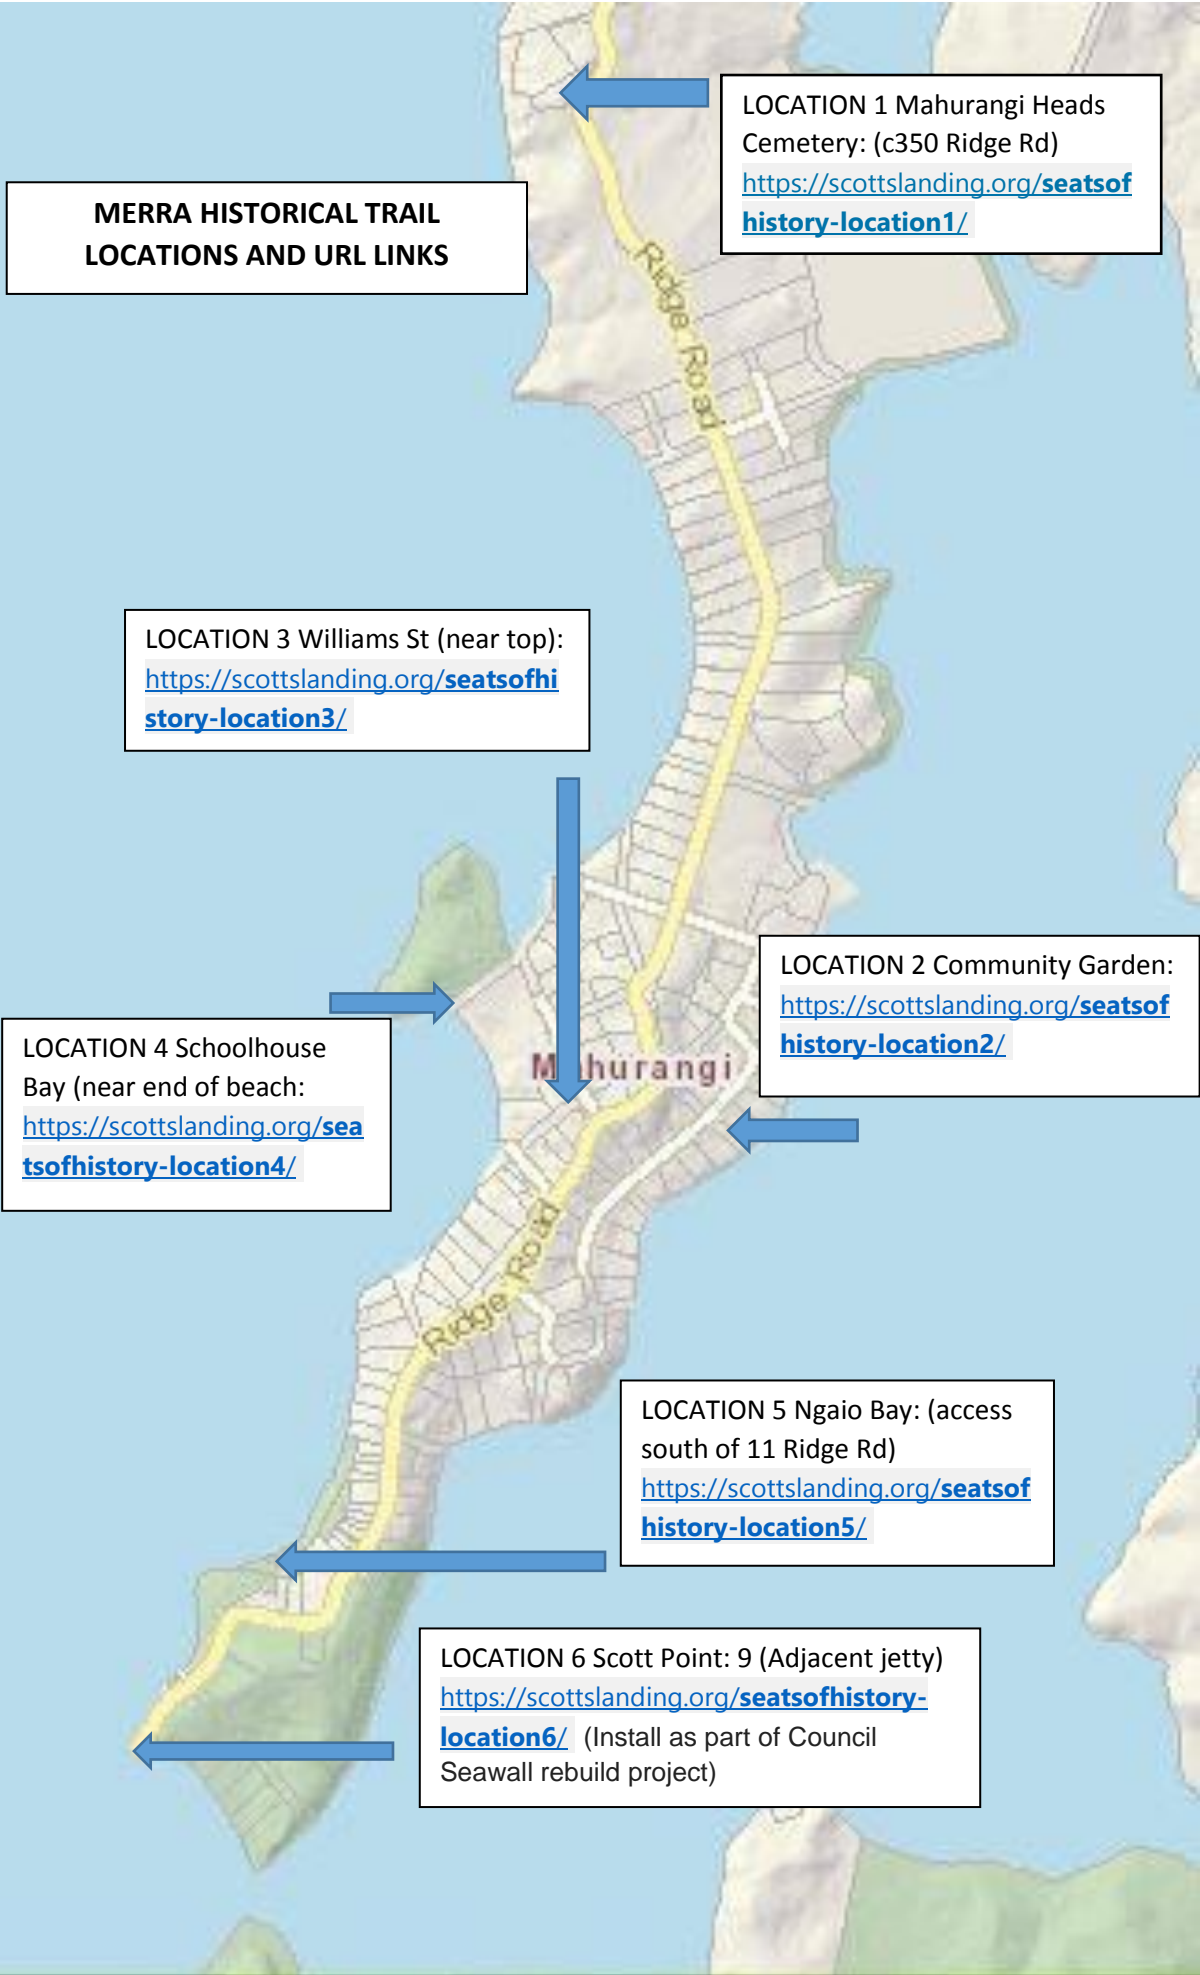 LOCATION 1 Mahurangi Heads
Cemetery: (c350 Ridge Rd)
https://scottslanding.org/seatsof
history-location1/
MERRA HISTORICAL TRAIL
LOCATIONS AND URL LINKS
Ridge Road
LOCATION 3 Williams St (near top):
https://scottslanding.org/seatsofhi
story-location3/
LOCATION 2 Community Garden:
https://scottslanding.org/seatsof
history-location2/
LOCATION 4 Schoolhouse
Bay (near end of beach:
https://scottslanding.org/sea
tsofhistory-location4/
Mahurangi
Ridge Road
LOCATION 5 Ngaio Bay: (access
south of 11 Ridge Rd)
https://scottslanding.org/seatsof
history-location5/
LOCATION 6 Scott Point: 9 (Adjacent jetty)
https://scottslanding.org/seatsofhistory-
location6/ (Install as part of Council
Seawall rebuild project)